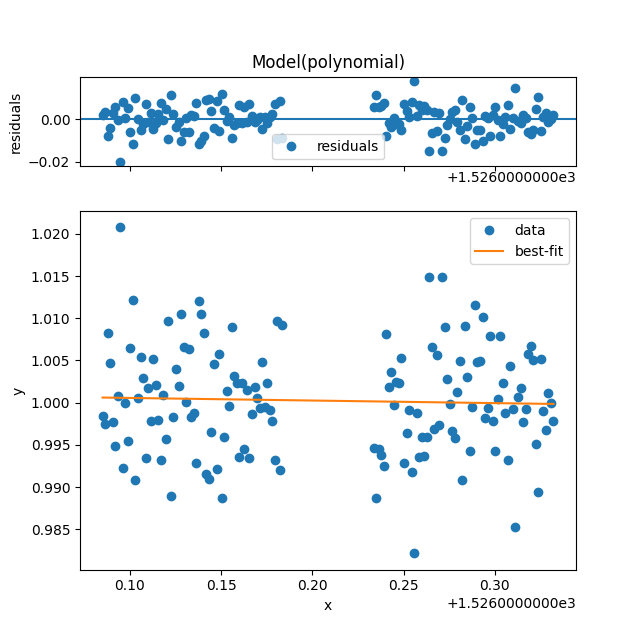 Model(polynomial)
residuals
0.00
−0.02
residuals
+1.5260000000e3
y
1.020
1.015
1.010
1.005
1.000
0.995
0.990
0.985
data
best-fit
0.10 0.15 0.20 0.25 0.30
x
+1.5260000000e3